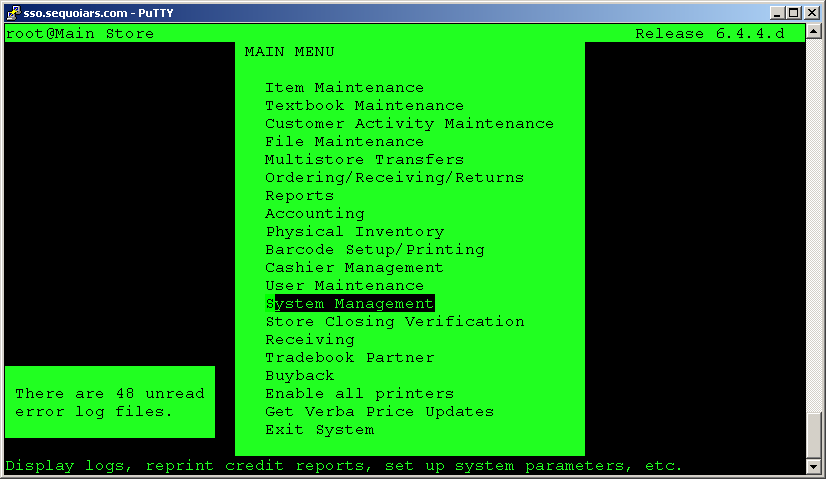 sso.sequoiars.com - PuTTY
root@Main Store Release 6.4.4.d
MAIN MENU
Item Maintenance
Textbook Maintenance
Customer Activity Maintenance
File Maintenance
Multistore Transfers
Ordering/Receiving/Returns
Reports
Accounting
Physical Inventory
Barcode Setup/Printing
Cashier Management
User Maintenance
System Management
Store Closing Verification
Receiving
Tradebook Partner
Buyback
Enable all printers
Get Verba Price Updates
Exit System
There are 48 unread
error log files.
Display logs, reprint credit reports, set up system parameters, etc.